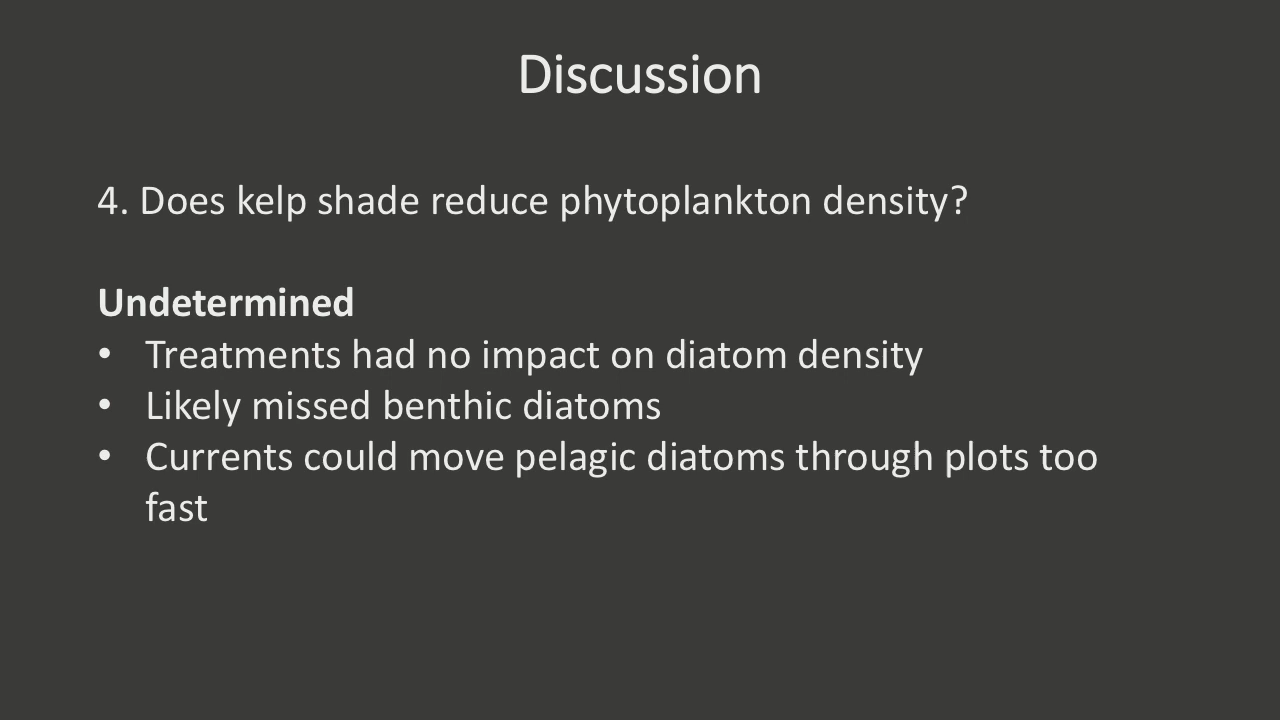 Discussion
4. Does kelp shade reduce phytoplankton density?
Undetermined
• Treatments had no impact on diatom density
• Likely missed benthic diatoms
• Currents could move pelagic diatoms through plots too
fast